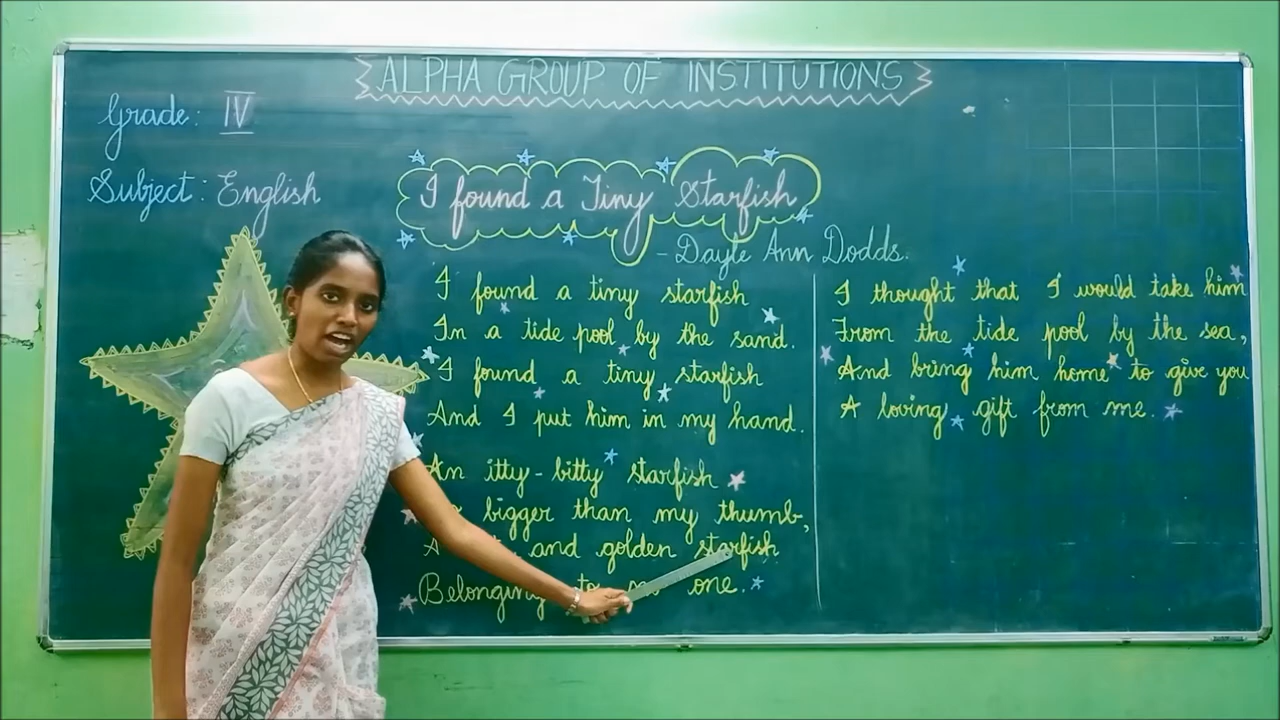 ALPHA GROUP OF INSTITUTIONS
Grade: IV
Subject: English
I found a Tiny Starfish
- Dayle Ann Dodds.
I found a tiny starfish
In a tide pool by the sand.
I found a tiny starfish
And I put him in my hand.
An itty-bitty starfish
bigger than my thumb,
A and golden starfish
Belonging to one.
I thought that I would take him
From the tide pool by the sea,
And bring him home to give you
A loving gift from me.